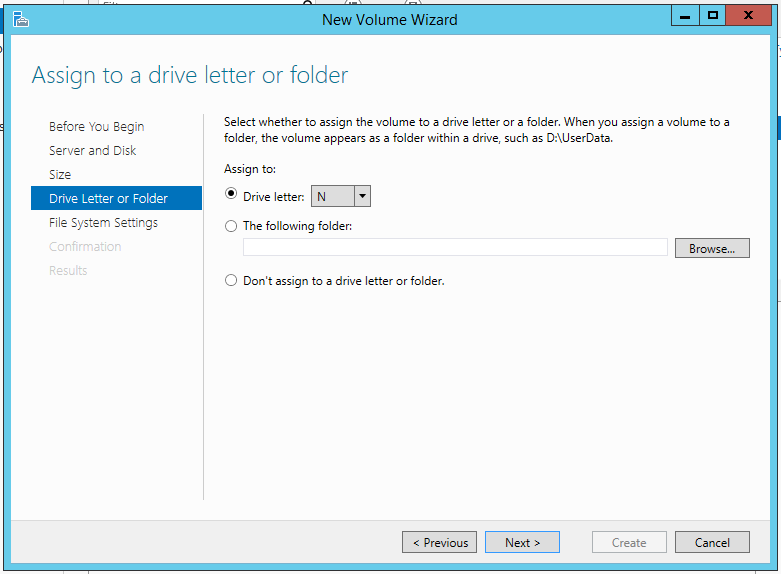 New Volume Wizard
Assign to a drive letter or folder
Before You Begin
Server and Disk
Size
Drive Letter or Folder
File System Settings
Confirmation
Results
Select whether to assign the volume to a drive letter or a folder. When you assign a volume to a
folder, the volume appears as a folder within a drive, such as D:\UserData.
Assign to:
Drive letter: N
The following folder:
Browse...
Don't assign to a drive letter or folder.
< Previous
Next >
Create
Cancel